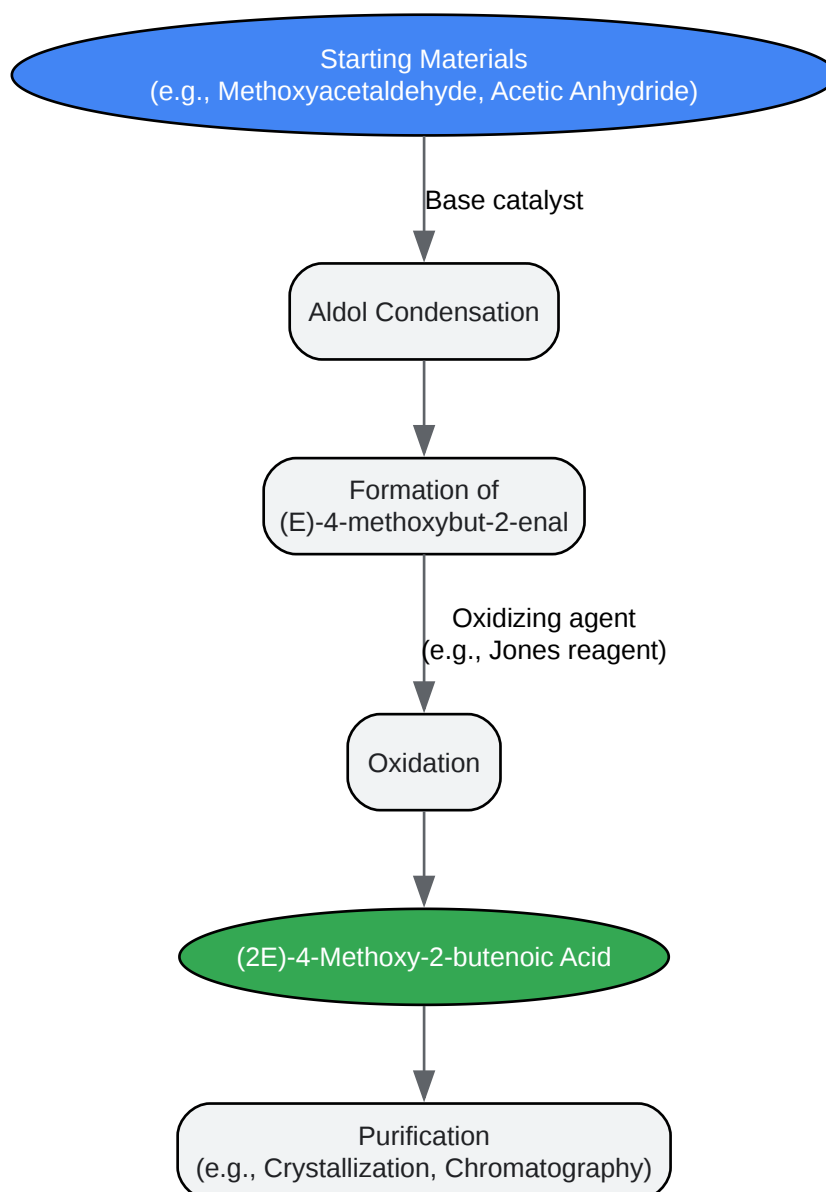 Starting Materials
(e.g., Methoxyacetaldehyde, Acetic Anhydride)
Base catalyst
Aldol Condensation
Formation of
(E)-4-methoxybut-2-enal
Oxidizing agent
(e.g., Jones reagent)
Oxidation
(2E)-4-Methoxy-2-butenoic Acid
Purification
(e.g., Crystallization, Chromatography)